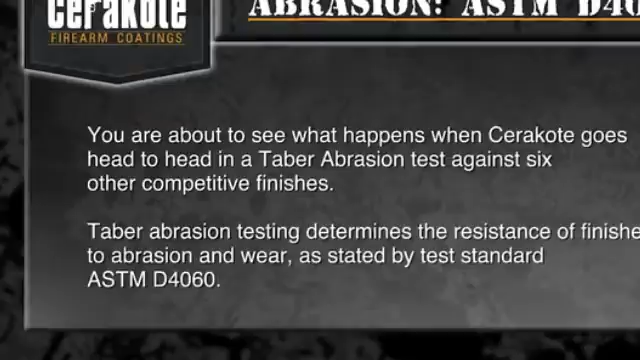 Cerakote
FIREARM COATINGS
ABRASION: ASTM D40
You are about to see what happens when Cerakote goes
head to head in a Taber Abrasion test against six
other competitive finishes.
Taber abrasion testing determines the resistance of finishe
to abrasion and wear, as stated by test standard
ASTM D4060.